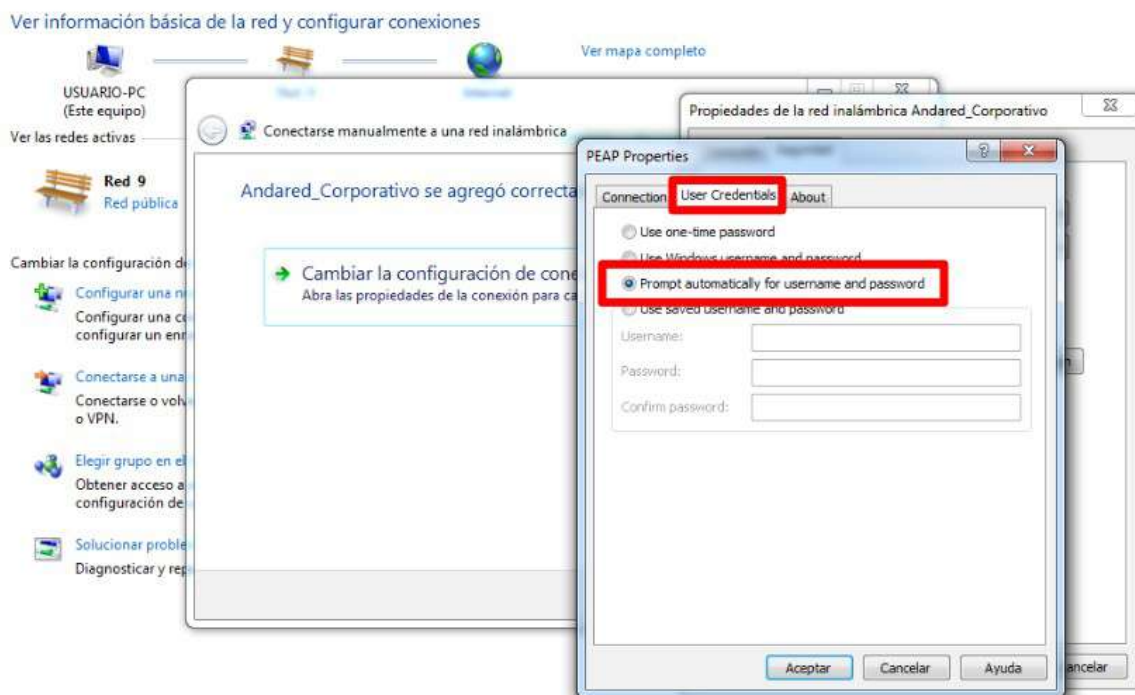 Ver información básica de la red y configurar conexiones
Ver mapa completo
USUARIO-PC
(Este equipo)
Ver las redes activas
Red 9
Red pública
Cambiar la configuración de
Configurar una n
Configurar una c
configurar un enr
Conectarse a una
Conectarse o volv
o VPN.
Elegir grupo en el
Obtener acceso a
configuración de
Solucionar proble
Diagnosticar y rep
Conectarse manualmente a una red inalámbrica
Andared_Corporativo se agregó correcta
Cambiar la configuración de cone
Abra las propiedades de la conexión para ca
Propiedades de la red inalámbrica Andared_Corporativo
PEAP Properties
Connection
User Credentials
About
Use one-time password
Use Windows username and password
Prompt automatically for username and password
Use saved username and password
Username:
Password:
Confirm password:
Aceptar
Cancelar
Ayuda
ancelar